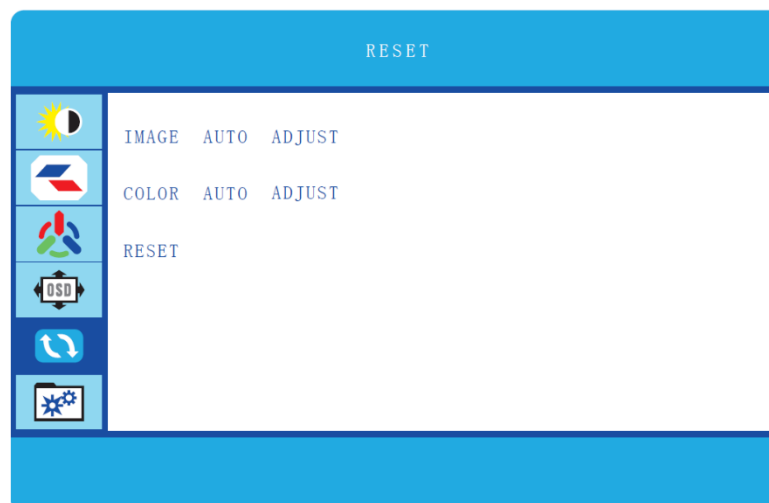 RESET
IMAGE AUTO ADJUST
COLOR AUTO ADJUST
RESET
OSD